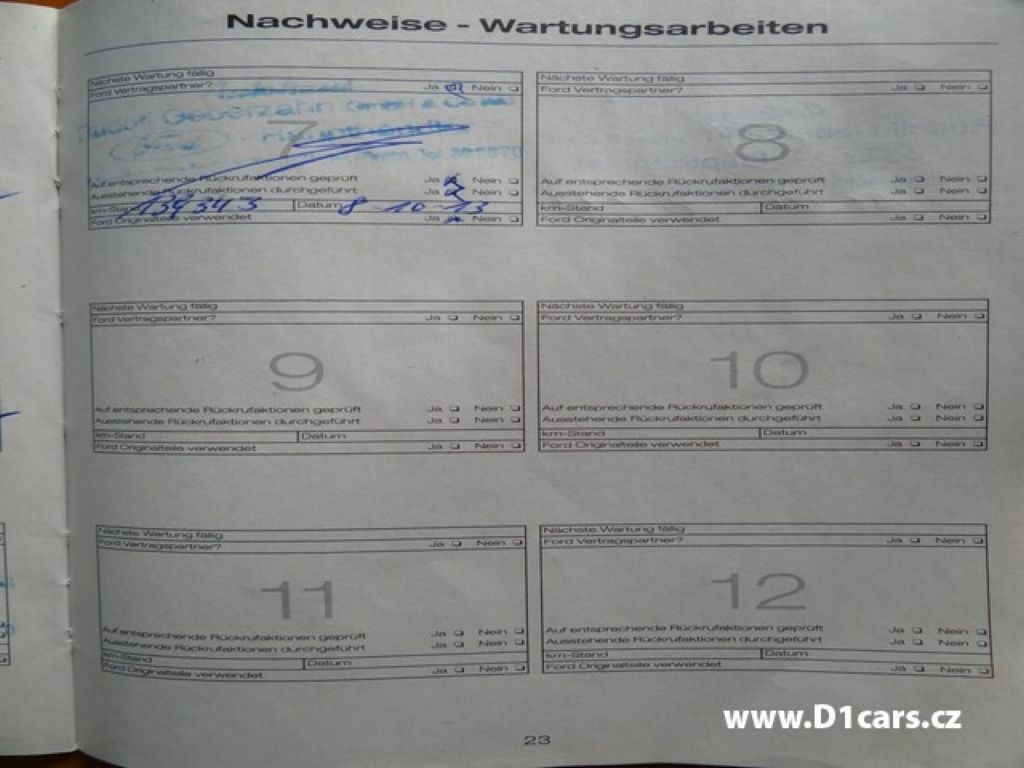 Nachweise - Wartungsarbeiten
Nächste Wartung fällig
Ford Vertragspartner? Ja Nein
7
Geberzahn
Auf entsprechende Rückrufaktionen geprüft Ja Nein
Ausstehende Rückrufaktionen durchgeführt Ja Nein
km-Stand 134343 Datum 8-10-13
Ford Originalteile verwendet Ja Nein
Nächste Wartung fällig
Ford Vertragspartner? Ja Nein
8
Auf entsprechende Rückrufaktionen geprüft Ja Nein
Ausstehende Rückrufaktionen durchgeführt Ja Nein
km-Stand Datum
Ford Originalteile verwendet Ja Nein
Nächste Wartung fällig
Ford Vertragspartner? Ja Nein
9
Auf entsprechende Rückrufaktionen geprüft Ja Nein
Ausstehende Rückrufaktionen durchgeführt Ja Nein
km-Stand Datum
Ford Originalteile verwendet Ja Nein
Nächste Wartung fällig
Ford Vertragspartner? Ja Nein
10
Auf entsprechende Rückrufaktionen geprüft Ja Nein
Ausstehende Rückrufaktionen durchgeführt Ja Nein
km-Stand Datum
Ford Originalteile verwendet Ja Nein
Nächste Wartung fällig
Ford Vertragspartner? Ja Nein
11
Auf entsprechende Rückrufaktionen geprüft Ja Nein
Ausstehende Rückrufaktionen durchgeführt Ja Nein
km-Stand Datum
Ford Originalteile verwendet Ja Nein
Nächste Wartung fällig
Ford Vertragspartner? Ja Nein
12
Auf entsprechende Rückrufaktionen geprüft Ja Nein
Ausstehende Rückrufaktionen durchgeführt Ja Nein
km-Stand Datum
Ford Originalteile verwendet Ja Nein
www.D1cars.cz
23